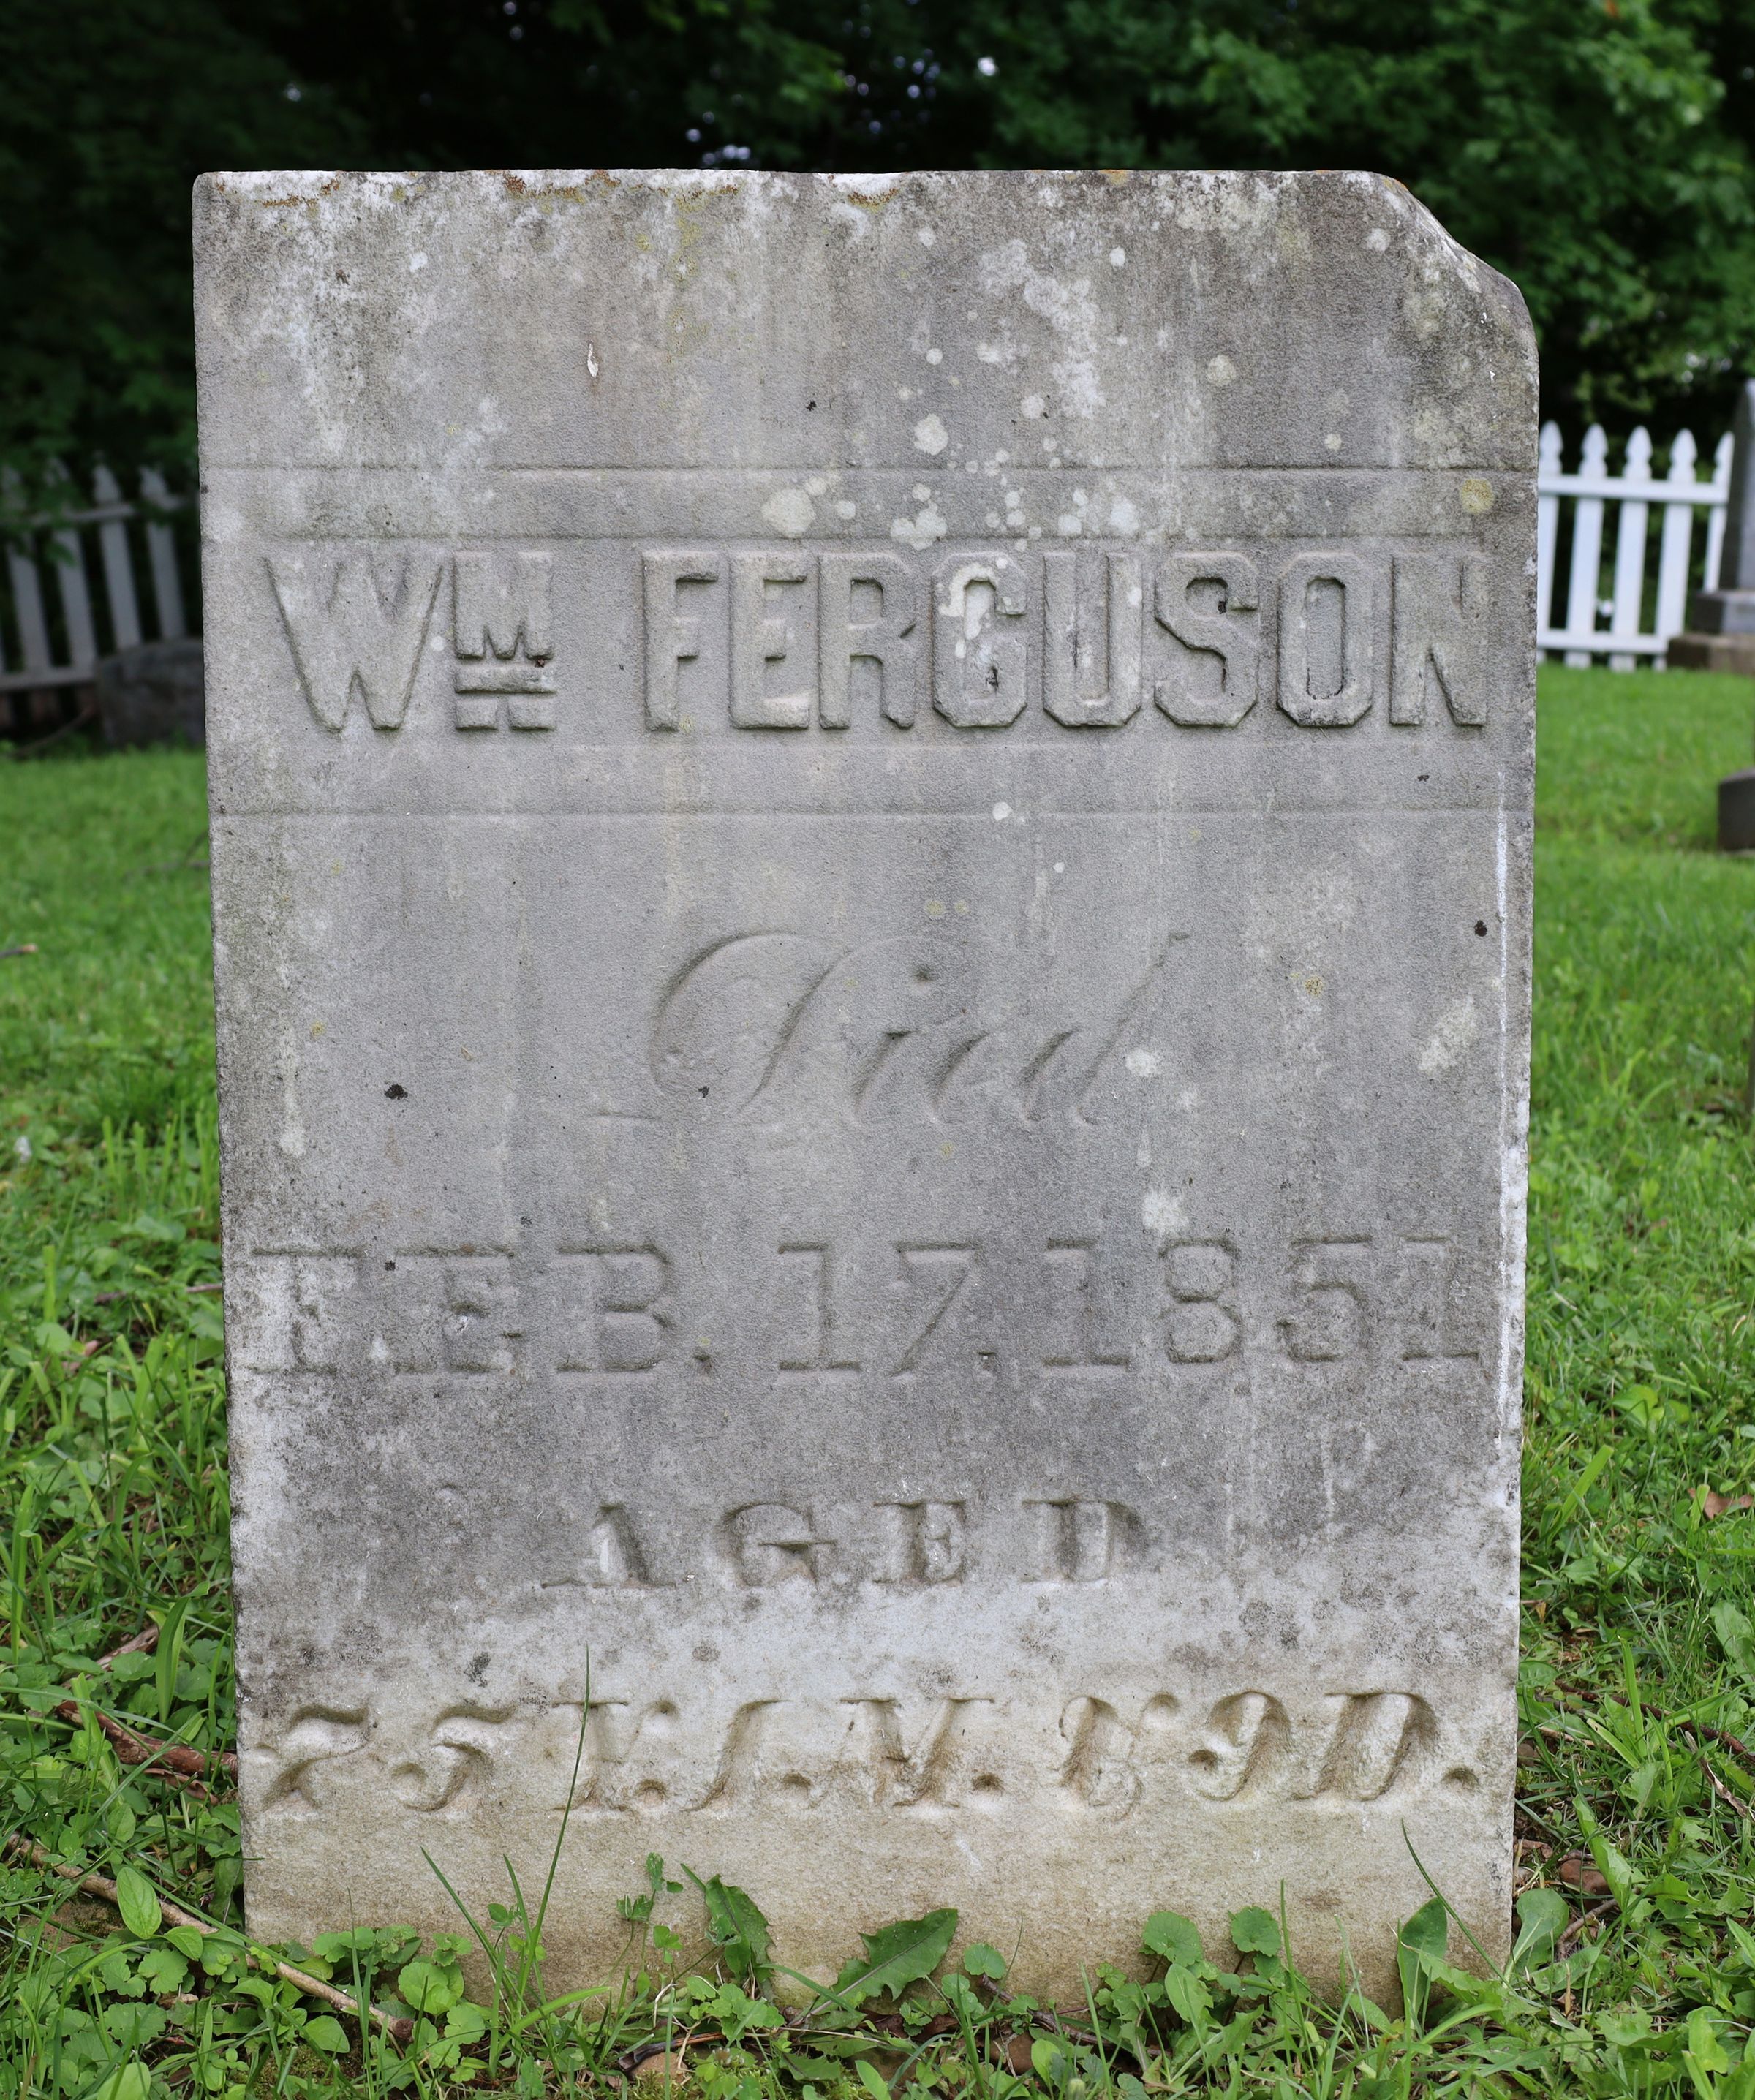 Wᴹ FERGUSON
Died
FEB. 17. 1851
AGED
75 Y. 1. M. & 9 D.